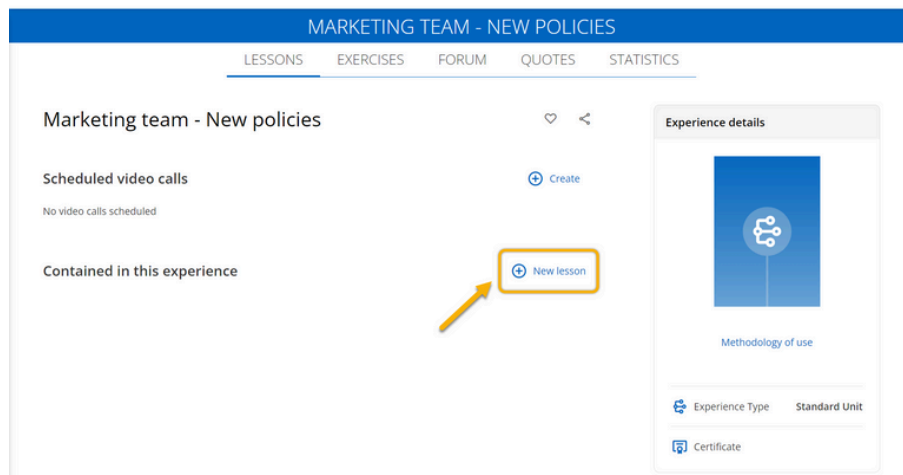 MARKETING TEAM - NEW POLICIES
LESSONS EXERCISES FORUM QUOTES STATISTICS
Marketing team - New policies
Experience details
Scheduled video calls
Create
No video calls scheduled
Contained in this experience
New lesson
Methodology of use
Experience Type Standard Unit
Certificate